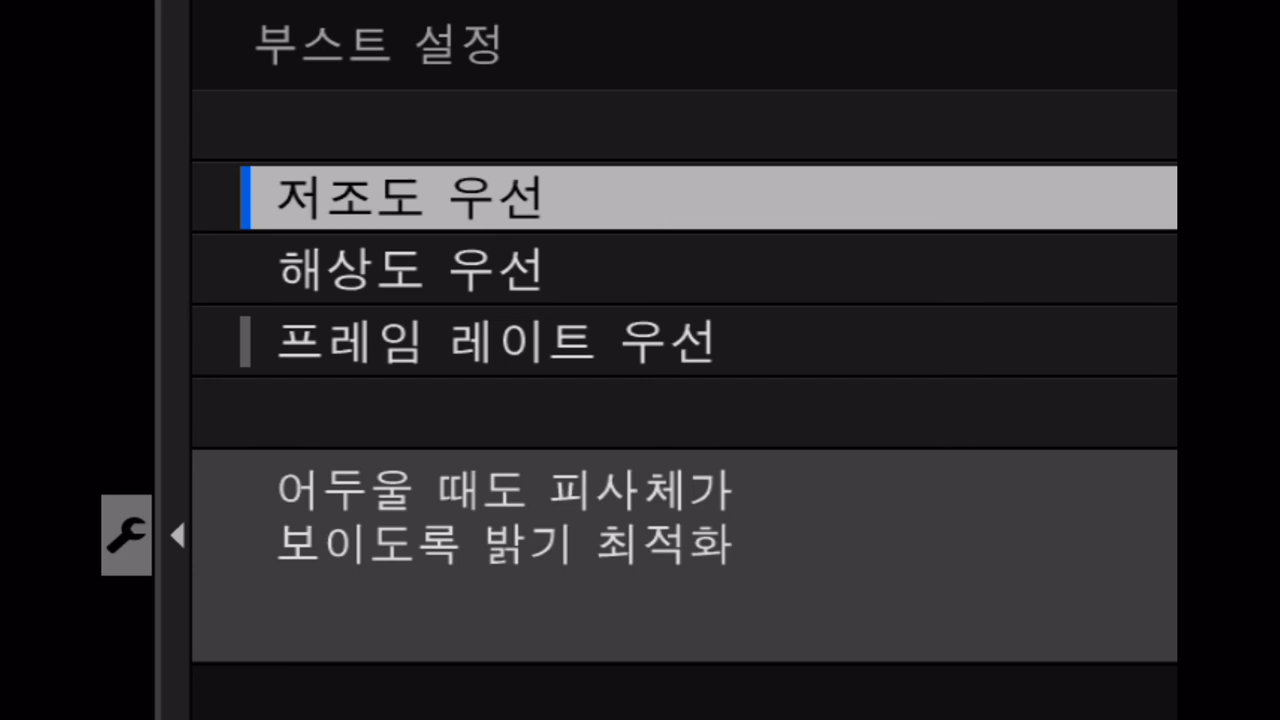 부스트 설정
저조도 우선
해상도 우선
프레임 레이트 우선
어두울 때도 피사체가
보이도록 밝기 최적화